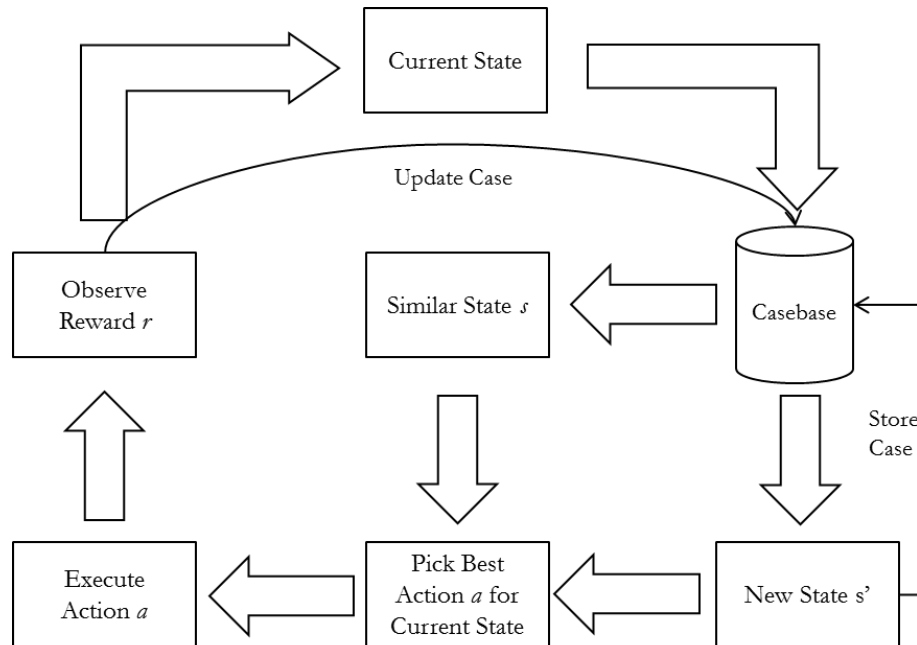 Current State
Update Case
Observe
Reward r
Similar State s
Casebase
Store
Case
Execute
Action a
Pick Best
Action a for
Current State
New State s’